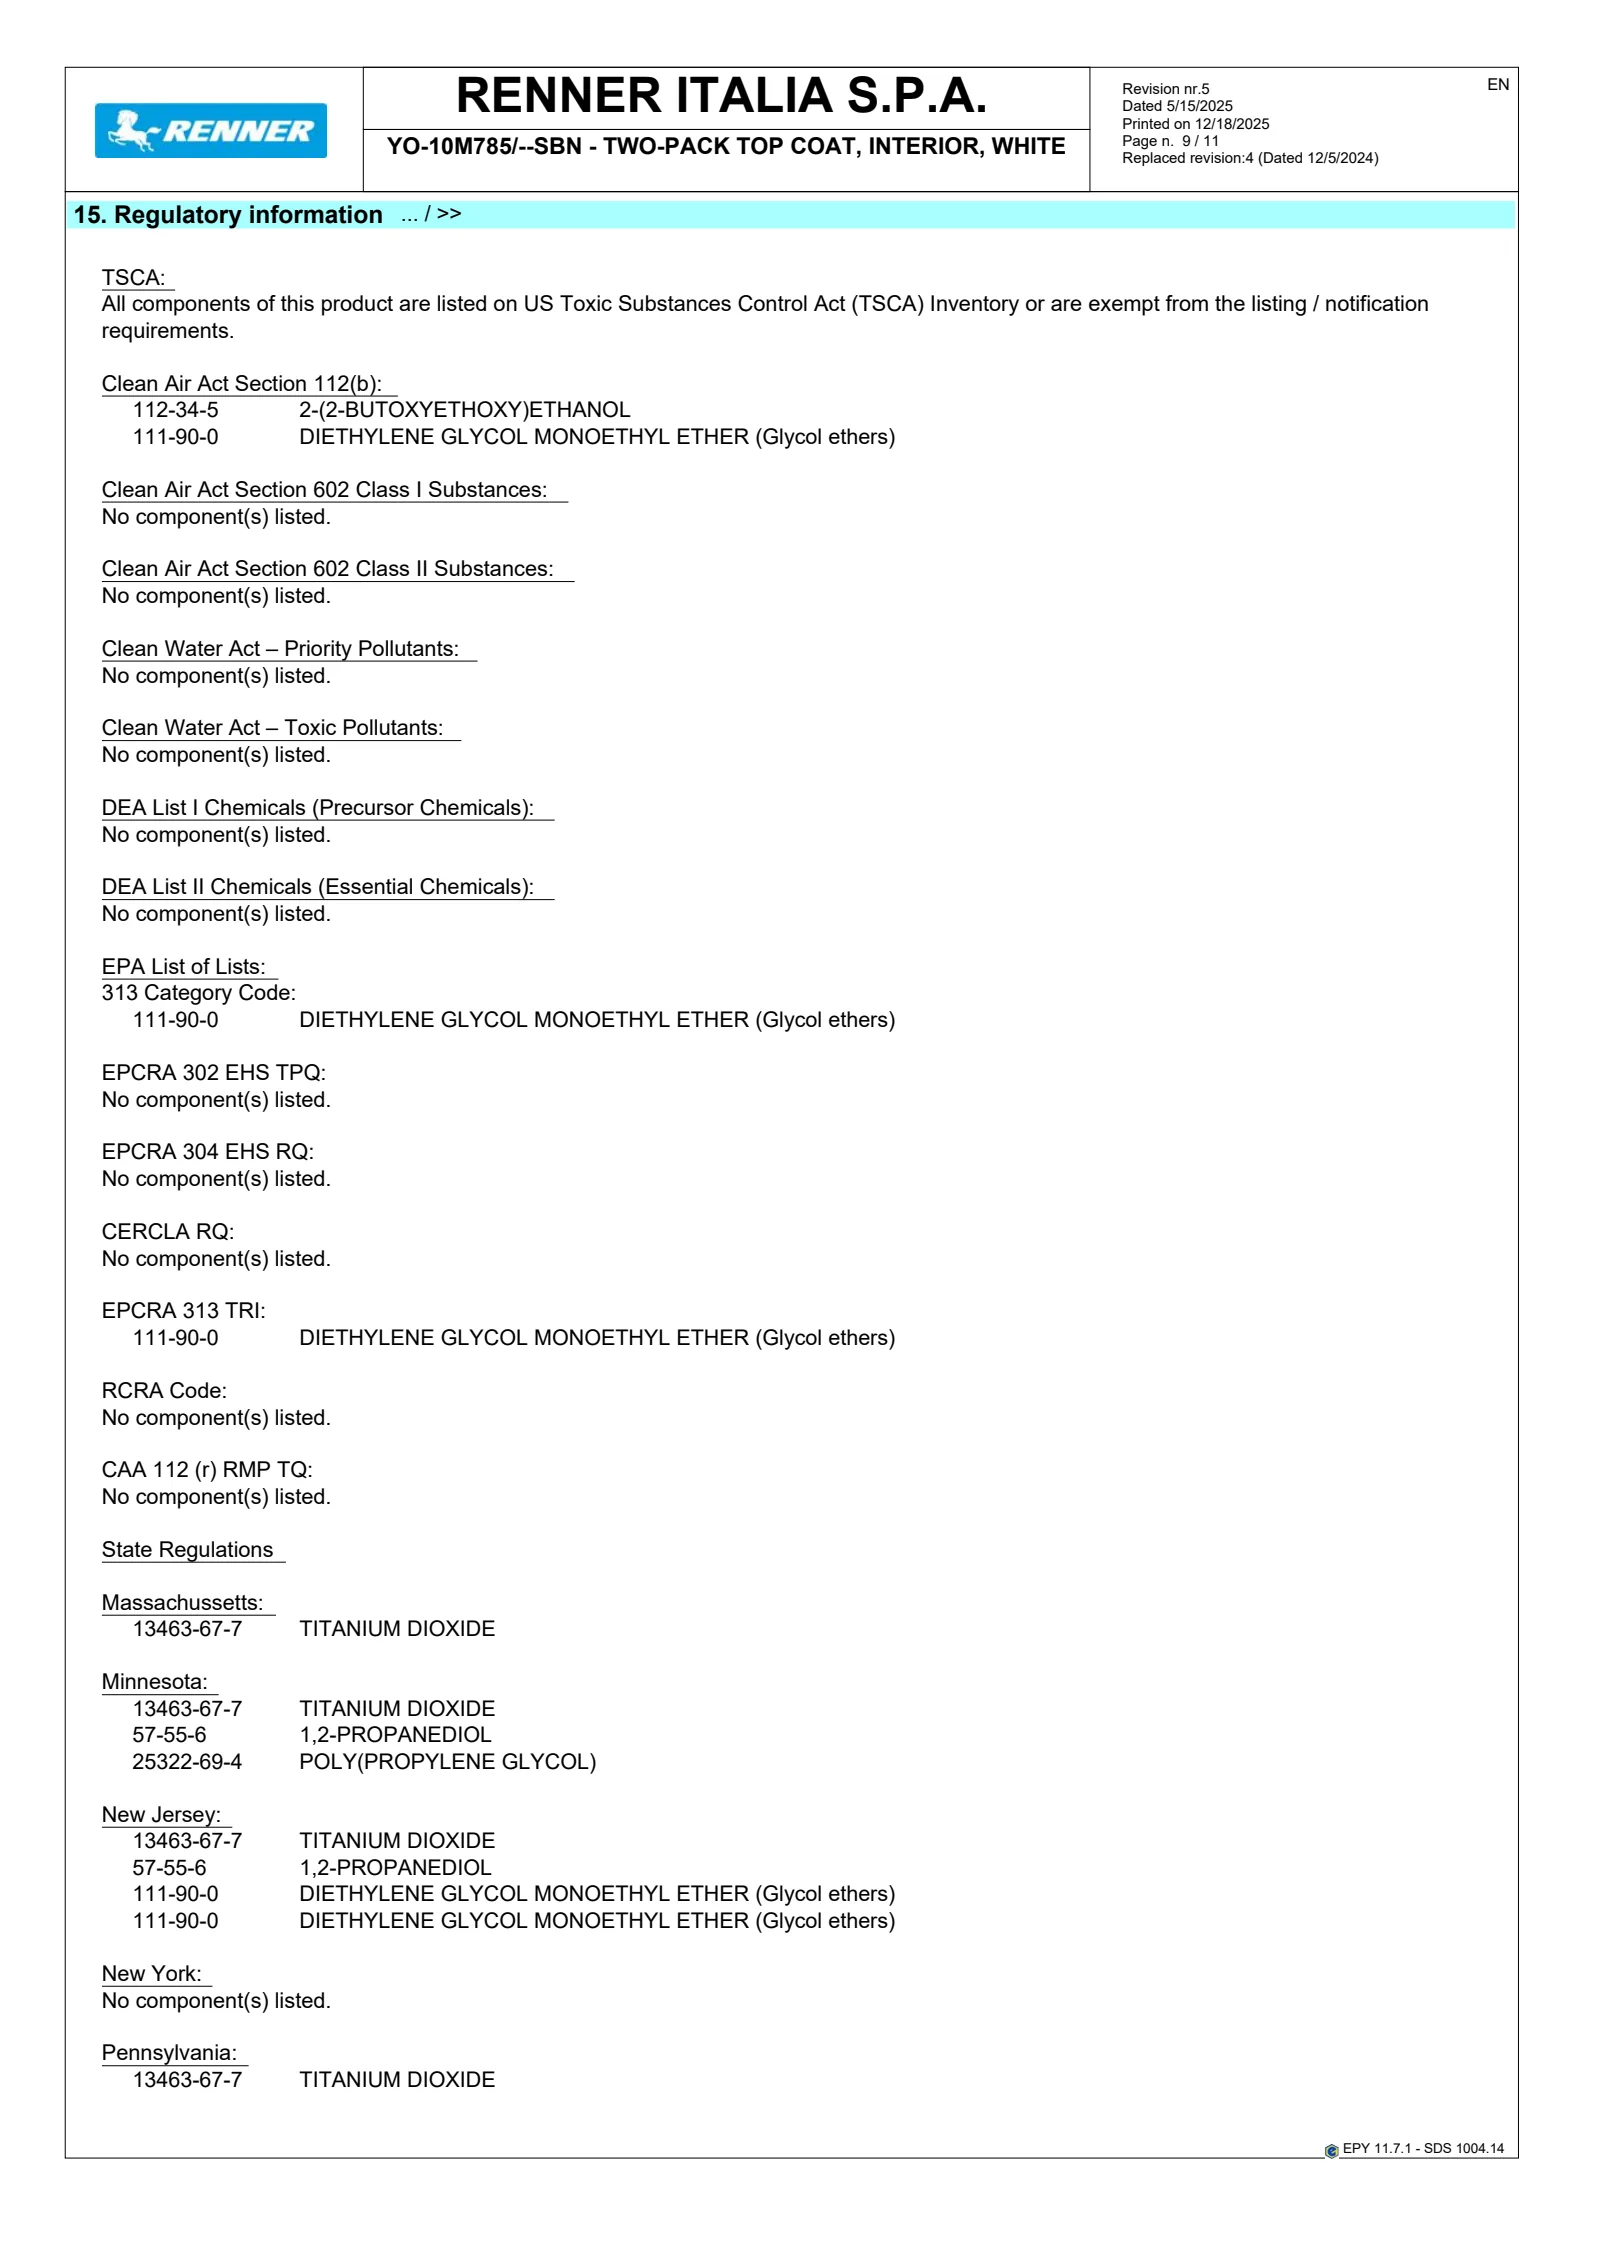 RENNER
RENNER ITALIA S.P.A.
YO-10M785/--SBN - TWO-PACK TOP COAT, INTERIOR, WHITE
Revision nr.5
Dated 5/15/2025
Printed on 12/18/2025
Page n. 9 / 11
Replaced revision:4 (Dated 12/5/2024)
EN
15. Regulatory information ... / >>
TSCA:
All components of this product are listed on US Toxic Substances Control Act (TSCA) Inventory or are exempt from the listing / notification
requirements.
Clean Air Act Section 112(b):
112-34-5 2-(2-BUTOXYETHOXY)ETHANOL
111-90-0 DIETHYLENE GLYCOL MONOETHYL ETHER (Glycol ethers)
Clean Air Act Section 602 Class I Substances:
No component(s) listed.
Clean Air Act Section 602 Class II Substances:
No component(s) listed.
Clean Water Act – Priority Pollutants:
No component(s) listed.
Clean Water Act – Toxic Pollutants:
No component(s) listed.
DEA List I Chemicals (Precursor Chemicals):
No component(s) listed.
DEA List II Chemicals (Essential Chemicals):
No component(s) listed.
EPA List of Lists:
313 Category Code:
111-90-0 DIETHYLENE GLYCOL MONOETHYL ETHER (Glycol ethers)
EPCRA 302 EHS TPQ:
No component(s) listed.
EPCRA 304 EHS RQ:
No component(s) listed.
CERCLA RQ:
No component(s) listed.
EPCRA 313 TRI:
111-90-0 DIETHYLENE GLYCOL MONOETHYL ETHER (Glycol ethers)
RCRA Code:
No component(s) listed.
CAA 112 (r) RMP TQ:
No component(s) listed.
State Regulations
Massachussetts:
13463-67-7 TITANIUM DIOXIDE
Minnesota:
13463-67-7 TITANIUM DIOXIDE
57-55-6 1,2-PROPANEDIOL
25322-69-4 POLY(PROPYLENE GLYCOL)
New Jersey:
13463-67-7 TITANIUM DIOXIDE
57-55-6 1,2-PROPANEDIOL
111-90-0 DIETHYLENE GLYCOL MONOETHYL ETHER (Glycol ethers)
111-90-0 DIETHYLENE GLYCOL MONOETHYL ETHER (Glycol ethers)
New York:
No component(s) listed.
Pennsylvania:
13463-67-7 TITANIUM DIOXIDE
EPY 11.7.1 - SDS 1004.14